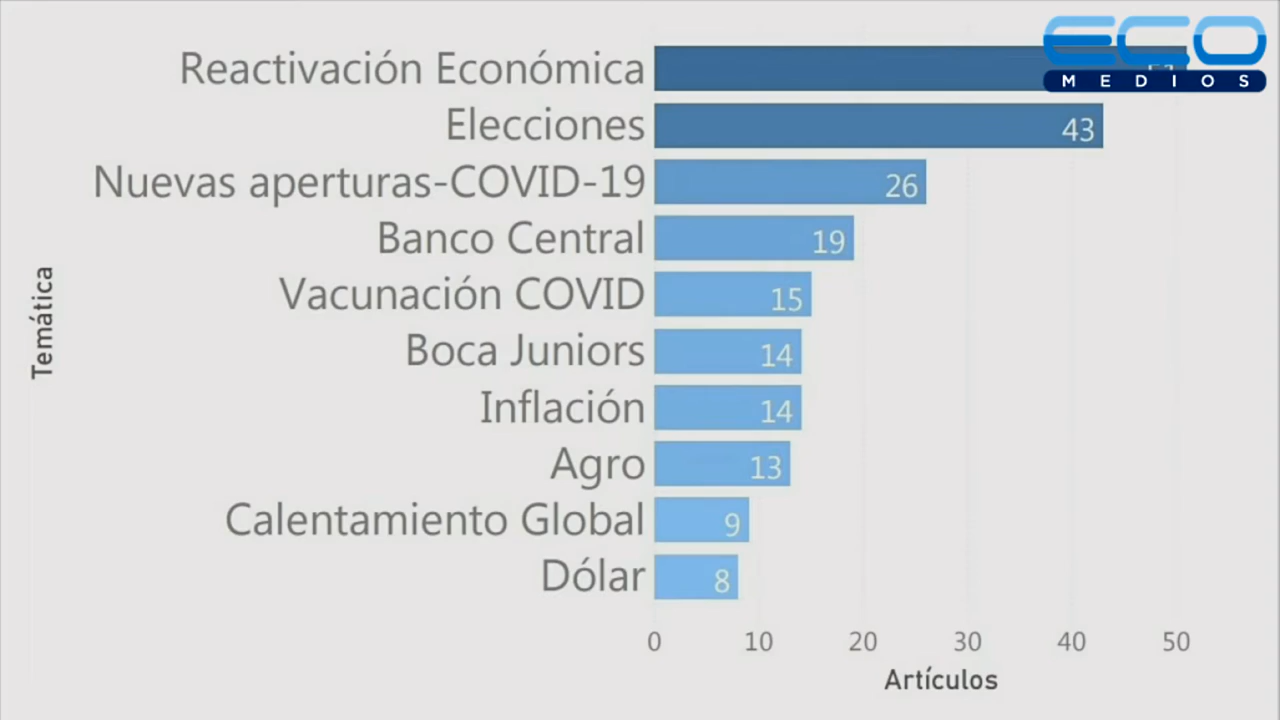 ECO
MEDIOS
Reactivación Económica
Elecciones 43
Nuevas aperturas-COVID-19 26
Banco Central 19
Vacunación COVID 15
Boca Juniors 14
Inflación 14
Agro 13
Calentamiento Global 9
Dólar 8
Temática
0 10 20 30 40 50
Artículos